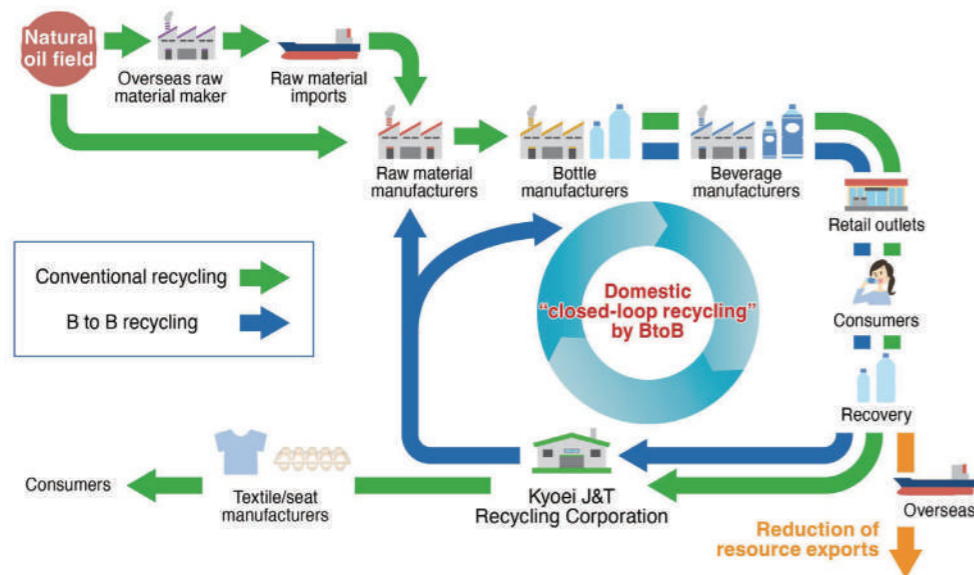 Natural
oil field
Overseas raw
material maker
Raw material
imports
Raw material
manufacturers
Bottle
manufacturers
Beverage
manufacturers
Retail outlets
Conventional recycling
B to B recycling
Domestic
“closed-loop recycling”
by BtoB
Consumers
Recovery
Consumers
Textile/seat
manufacturers
Kyoei J&T
Recycling Corporation
Overseas
Reduction of
resource exports